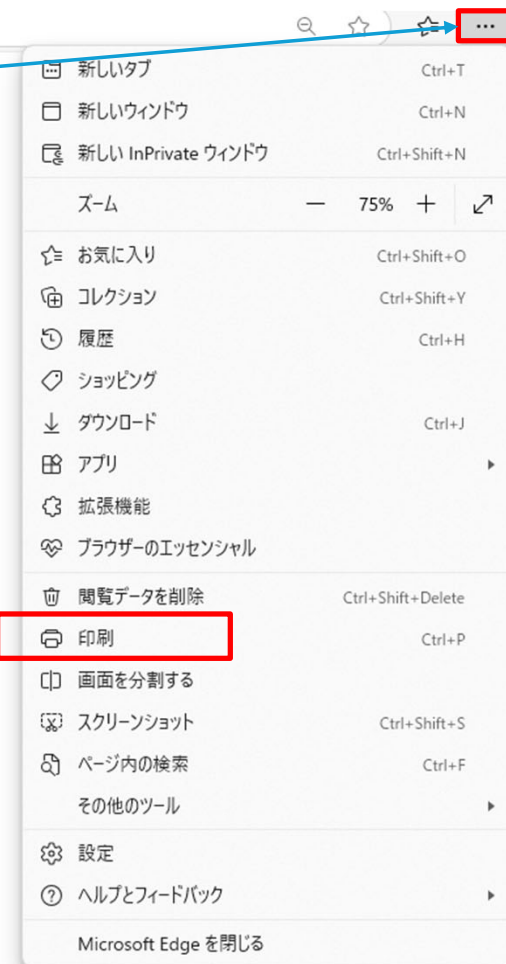 新しいタブ Ctrl+T
新しいウィンドウ Ctrl+N
新しい InPrivate ウィンドウ Ctrl+Shift+N
ズーム 75%
お気に入り Ctrl+Shift+O
コレクション Ctrl+Shift+Y
履歴 Ctrl+H
ショッピング
ダウンロード Ctrl+J
アプリ
拡張機能
ブラウザーのエッセンシャル
閲覧データを削除 Ctrl+Shift+Delete
印刷 Ctrl+P
画面を分割する
スクリーンショット Ctrl+Shift+S
ページ内の検索 Ctrl+F
その他のツール
設定
ヘルプとフィードバック
Microsoft Edge を閉じる